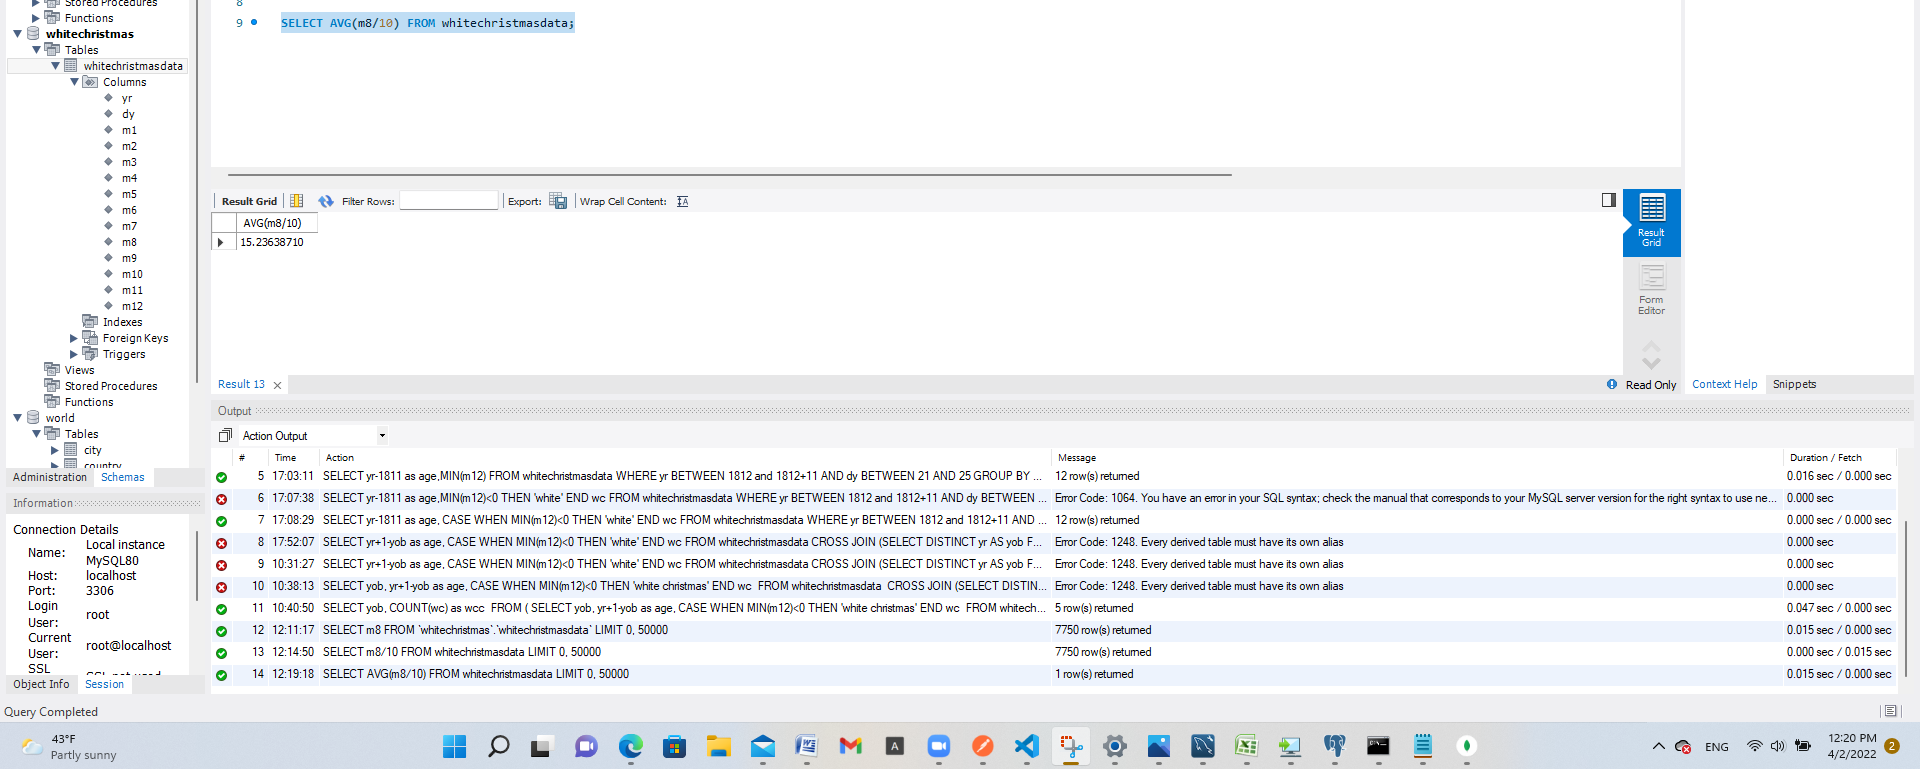 Stored Procedures
Functions
whitechristmas
Tables
whitechristmasdata
Columns
yr
dy
m1
m2
m3
m4
m5
m6
m7
m8
m9
m10
m11
m12
Indexes
Foreign Keys
Triggers
Views
Stored Procedures
Functions
world
Tables
city
country
Administration Schemas
Information
Connection Details
Name: Local instance MySQL80
Host: localhost
Port: 3306
Login User: root
Current User: root@localhost
SSL
Object Info Session
Query Completed
8
9 SELECT AVG(m8/10) FROM whitechristmasdata;
Result Grid Filter Rows: Export: Wrap Cell Content:
AVG(m8/10)
15.23638710
Result Grid
Form Editor
Result 13
Read Only
Context Help Snippets
Output
Action Output
# Time Action Message Duration / Fetch
5 17:03:11 SELECT yr-1811 as age,MIN(m12) FROM whitechristmasdata WHERE yr BETWEEN 1812 and 1812+11 AND dy BETWEEN 21 AND 25 GROUP BY ... 12 row(s) returned 0.016 sec / 0.000 sec
6 17:07:38 SELECT yr-1811 as age,MIN(m12)<0 THEN 'white' END wc FROM whitechristmasdata WHERE yr BETWEEN 1812 and 1812+11 AND dy BETWEEN ... Error Code: 1064. You have an error in your SQL syntax; check the manual that corresponds to your MySQL server version for the right syntax to use ne... 0.000 sec
7 17:08:29 SELECT yr-1811 as age, CASE WHEN MIN(m12)<0 THEN 'white' END wc FROM whitechristmasdata WHERE yr BETWEEN 1812 and 1812+11 AND ... 12 row(s) returned 0.000 sec / 0.000 sec
8 17:52:07 SELECT yr+1-yob as age, CASE WHEN MIN(m12)<0 THEN 'white' END wc FROM whitechristmasdata CROSS JOIN (SELECT DISTINCT yr AS yob F... Error Code: 1248. Every derived table must have its own alias 0.000 sec
9 10:31:27 SELECT yr+1-yob as age, CASE WHEN MIN(m12)<0 THEN 'white' END wc FROM whitechristmasdata CROSS JOIN (SELECT DISTINCT yr AS yob F... Error Code: 1248. Every derived table must have its own alias 0.000 sec
10 10:38:13 SELECT yob, yr+1-yob as age, CASE WHEN MIN(m12)<0 THEN 'white christmas' END wc FROM whitechristmasdata CROSS JOIN (SELECT DISTIN... Error Code: 1248. Every derived table must have its own alias 0.000 sec
11 10:40:50 SELECT yob, COUNT(wc) as wcc FROM ( SELECT yob, yr+1-yob as age, CASE WHEN MIN(m12)<0 THEN 'white christmas' END wc FROM whitech... 5 row(s) returned 0.047 sec / 0.000 sec
12 12:11:17 SELECT m8 FROM `whitechristmas`.`whitechristmasdata` LIMIT 0, 50000 7750 row(s) returned 0.015 sec / 0.000 sec
13 12:14:50 SELECT m8/10 FROM whitechristmasdata LIMIT 0, 50000 7750 row(s) returned 0.000 sec / 0.015 sec
14 12:19:18 SELECT AVG(m8/10) FROM whitechristmasdata LIMIT 0, 50000 1 row(s) returned 0.015 sec / 0.000 sec
43°F
Partly sunny
A
ENG
12:20 PM
4/2/2022
2